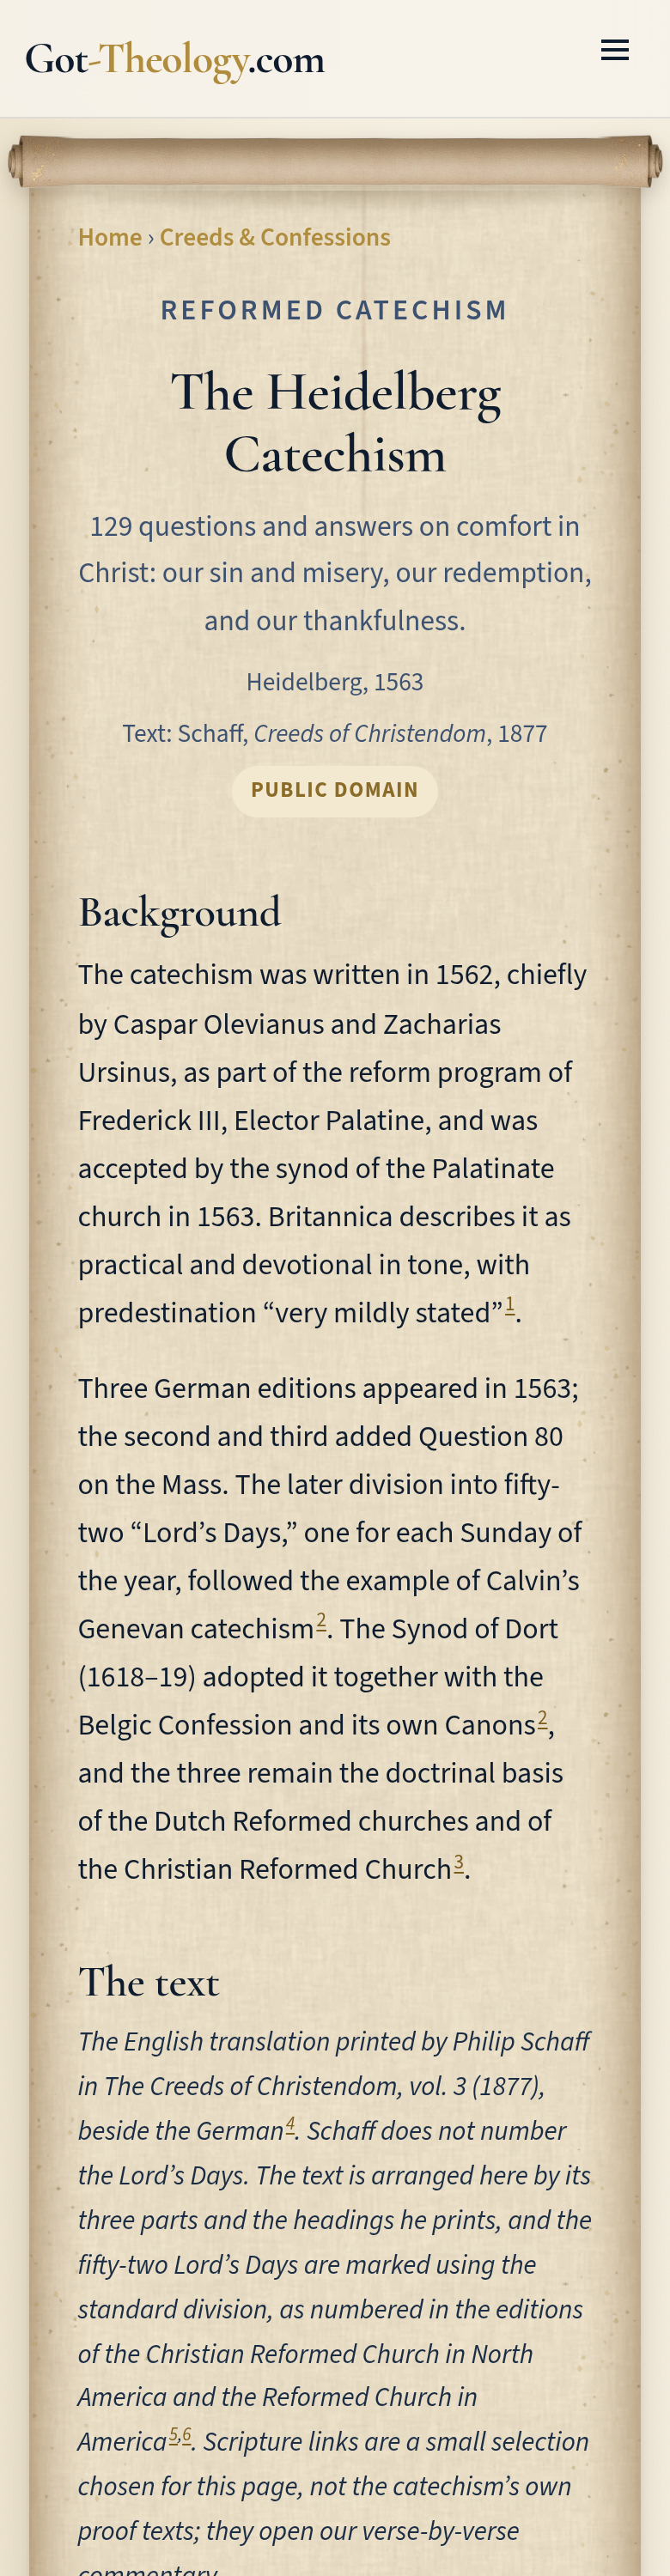 Got-Theology.com
Home › Creeds & Confessions
REFORMED CATECHISM
The Heidelberg
Catechism
129 questions and answers on comfort in
Christ: our sin and misery, our redemption,
and our thankfulness.
Heidelberg, 1563
Text: Schaff, Creeds of Christendom, 1877
PUBLIC DOMAIN
Background
The catechism was written in 1562, chiefly
by Caspar Olevianus and Zacharias
Ursinus, as part of the reform program of
Frederick III, Elector Palatine, and was
accepted by the synod of the Palatinate
church in 1563. Britannica describes it as
practical and devotional in tone, with
predestination “very mildly stated”1.
Three German editions appeared in 1563;
the second and third added Question 80
on the Mass. The later division into fifty-
two “Lord’s Days,” one for each Sunday of
the year, followed the example of Calvin’s
Genevan catechism2. The Synod of Dort
(1618–19) adopted it together with the
Belgic Confession and its own Canons2,
and the three remain the doctrinal basis
of the Dutch Reformed churches and of
the Christian Reformed Church3.
The text
The English translation printed by Philip Schaff
in The Creeds of Christendom, vol. 3 (1877),
beside the German4. Schaff does not number
the Lord’s Days. The text is arranged here by its
three parts and the headings he prints, and the
fifty-two Lord’s Days are marked using the
standard division, as numbered in the editions
of the Christian Reformed Church in North
America and the Reformed Church in
America5,6. Scripture links are a small selection
chosen for this page, not the catechism’s own
proof texts; they open our verse-by-verse
commentary.